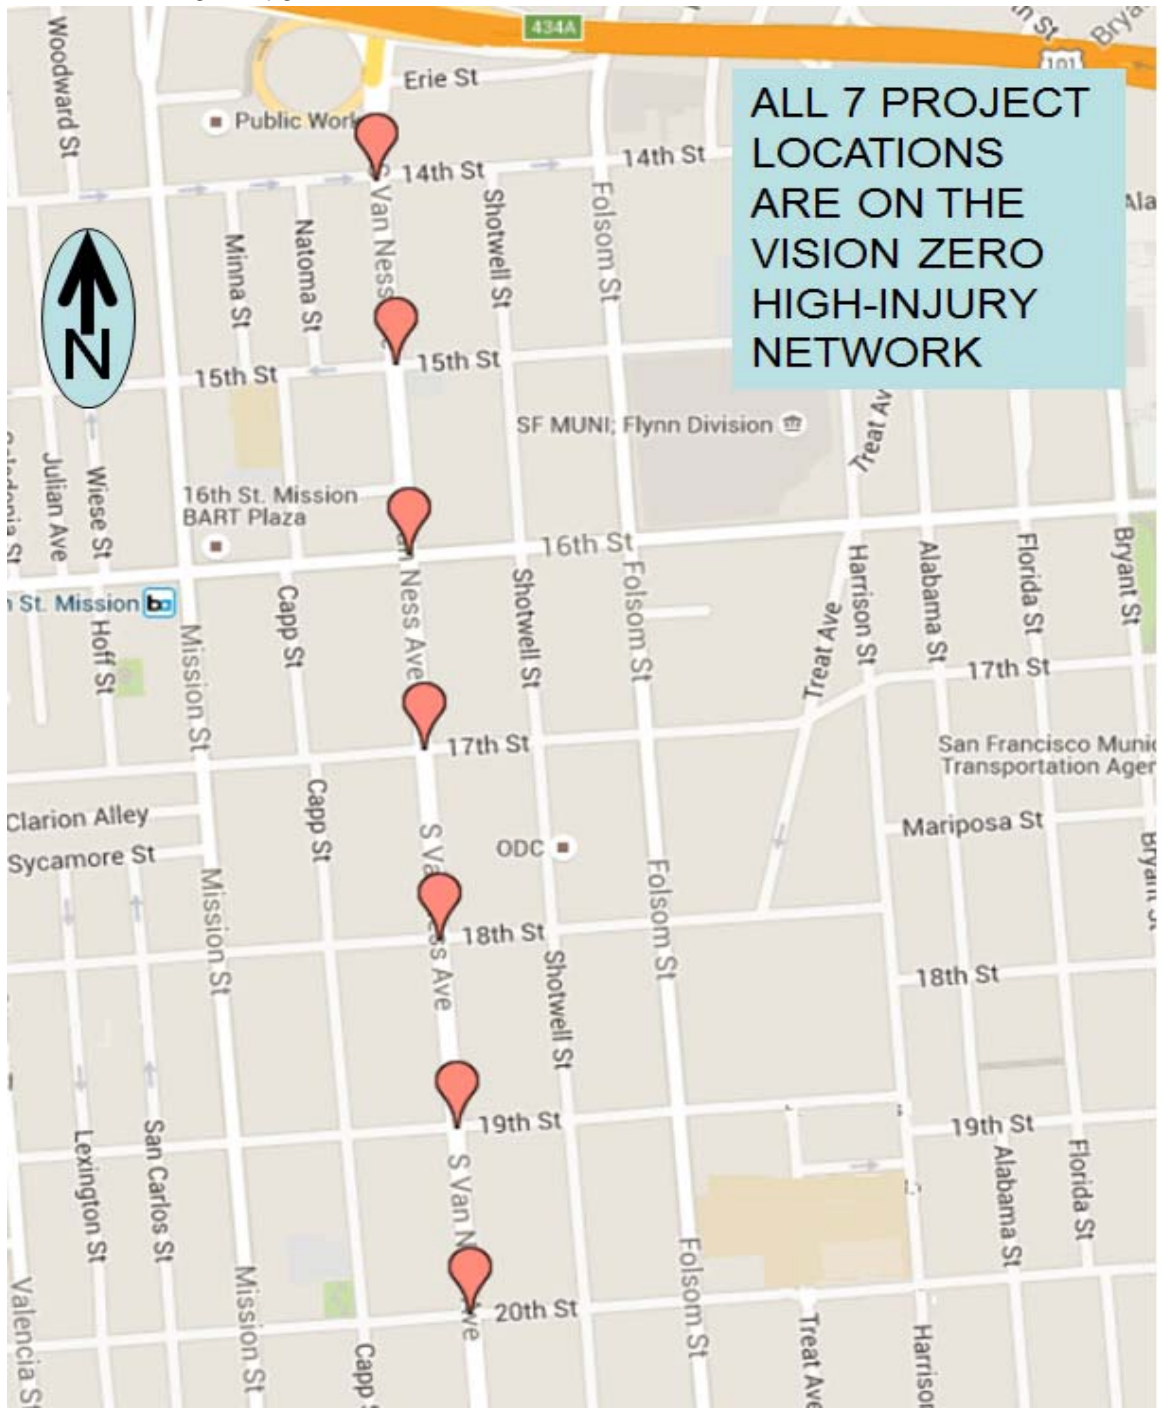 434A
101
Woodward St
Erie St
Public Work
ALL 7 PROJECT
LOCATIONS
ARE ON THE
VISION ZERO
HIGH-INJURY
NETWORK
14th St
14th St
S Van Ness
Shotwell St
Folsom St
Minna St
Natoma St
N
15th St
15th St
SF MUNI; Flynn Division
Treat Av
Julian Ave
Wiese St
16th St. Mission
BART Plaza
16th St
Ness Ave
Shotwell St
Folsom St
Harrison St
Alabama St
Florida St
Bryant St
St. Mission
Hoff St
Mission St
Capp St
Treat Ave
17th St
17th St
San Francisco Munic
Transportation Agen
Clarion Alley
Sycamore St
Capp St
S Va
ODC
Mariposa St
Mission St
Folsom St
18th St
Ave
Shotwell St
18th St
19th St
19th St
Lexington St
San Carlos St
S Van N
Alabama St
Florida St
Valencia St
Mission St
Folsom St
20th St
Capp
Treat Ave
Harrison